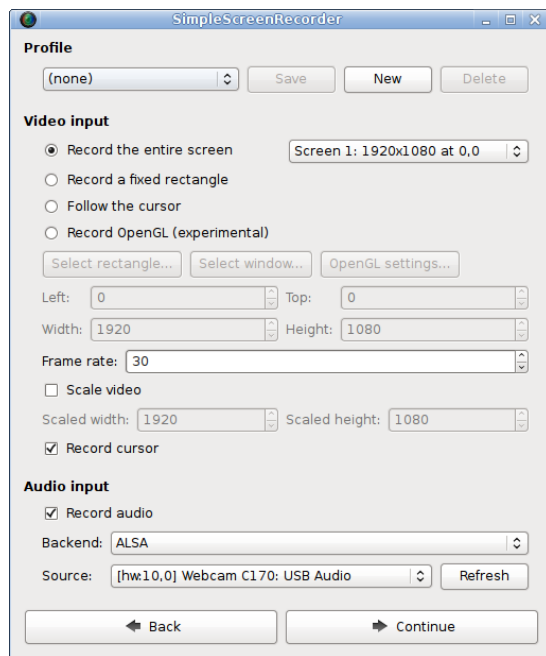 SimpleScreenRecorder
Profile
(none) Save New Delete
Video input
Record the entire screen Screen 1: 1920x1080 at 0,0
Record a fixed rectangle
Follow the cursor
Record OpenGL (experimental)
Select rectangle... Select window... OpenGL settings...
Left: 0 Top: 0
Width: 1920 Height: 1080
Frame rate: 30
Scale video
Scaled width: 1920 Scaled height: 1080
Record cursor
Audio input
Record audio
Backend: ALSA
Source: [hw:10,0] Webcam C170: USB Audio Refresh
Back Continue